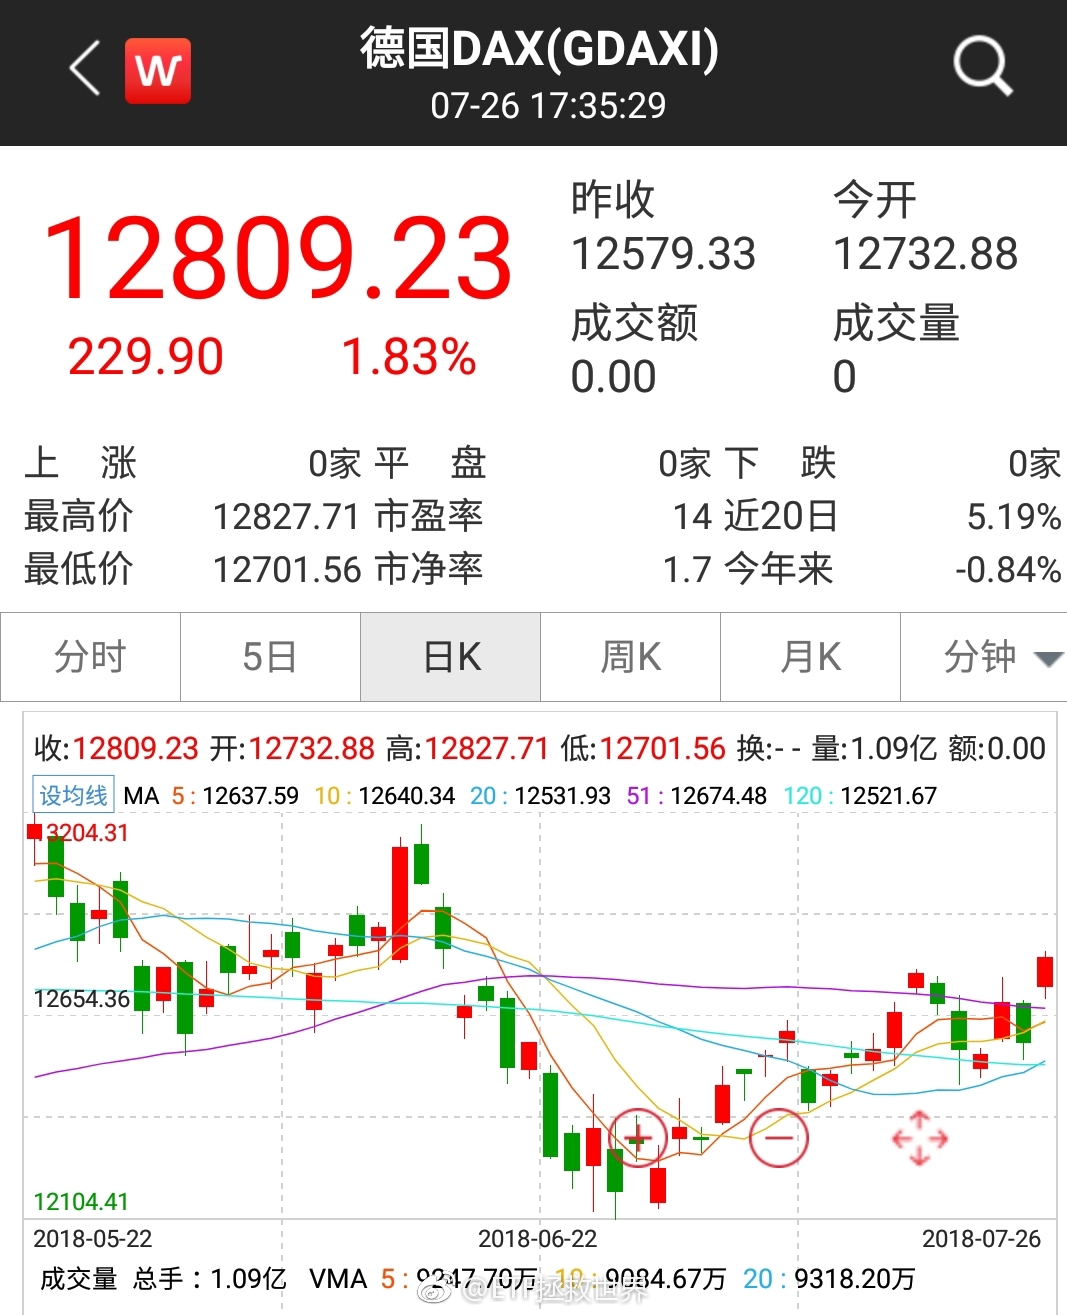 德国DAX(GDAXI)
W
07-26 17:35:29
12809.23
229.90 1.83%
昨收 今开
12579.33 12732.88
成交额 成交量
0.00 0
上 涨 0家 平 盘 0家 下 跌 0家
最高价 12827.71 市盈率 14 近20日 5.19%
最低价 12701.56 市净率 1.7 今年来 -0.84%
分时 5日 日K 周K 月K 分钟
收:12809.23 开:12732.88 高:12827.71 低:12701.56 换:- - 量:1.09亿 额:0.00
设均线 MA 5 : 12637.59 10 : 12640.34 20 : 12531.93 51 : 12674.48 120 : 12521.67
13204.31
12654.36
12104.41
2018-05-22 2018-06-22 2018-07-26
成交量 总手：1.09亿 VMA 5 : 9247.70万 10 : 9084.67万 20 : 9318.20万
@ETF拯救世界